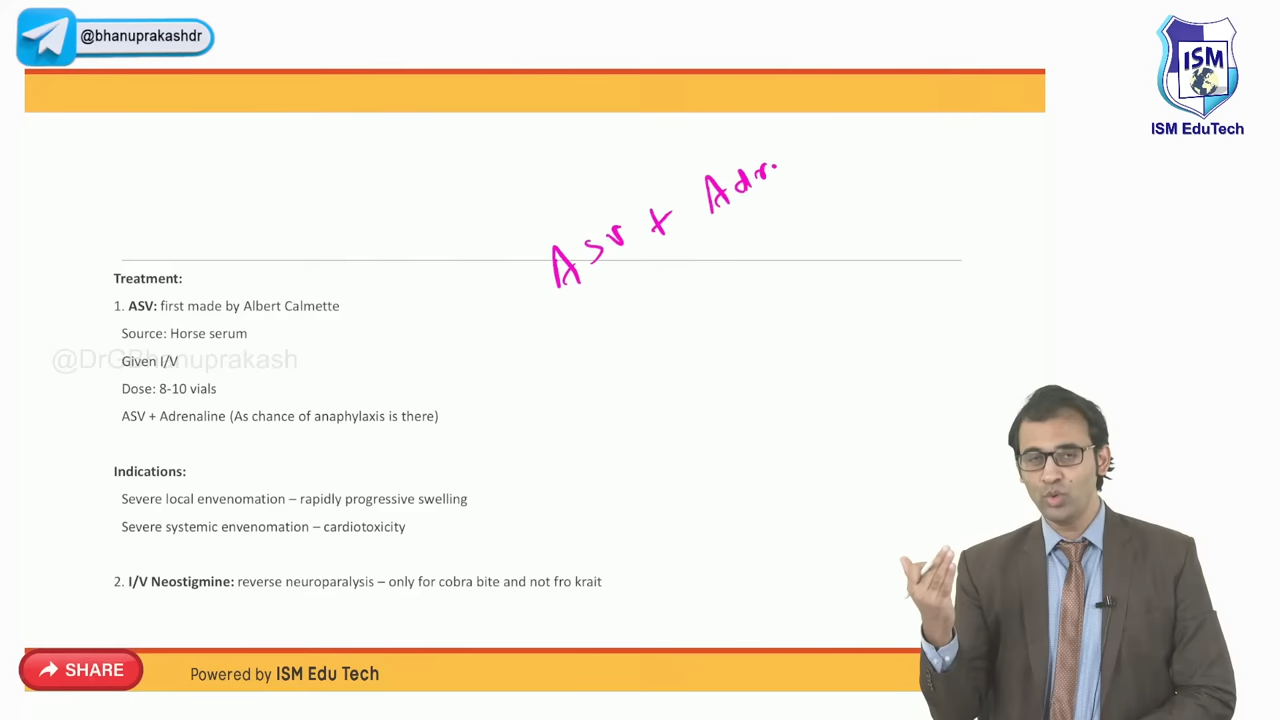 @bhanuprakashdr
ISM
ISM EduTech
ASV + Adr.
Treatment:
1. ASV: first made by Albert Calmette
Source: Horse serum
@DrGBhanuprakash
Given I/V
Dose: 8-10 vials
ASV + Adrenaline (As chance of anaphylaxis is there)
Indications:
Severe local envenomation – rapidly progressive swelling
Severe systemic envenomation – cardiotoxicity
2. I/V Neostigmine: reverse neuroparalysis – only for cobra bite and not fro krait
SHARE
Powered by ISM Edu Tech